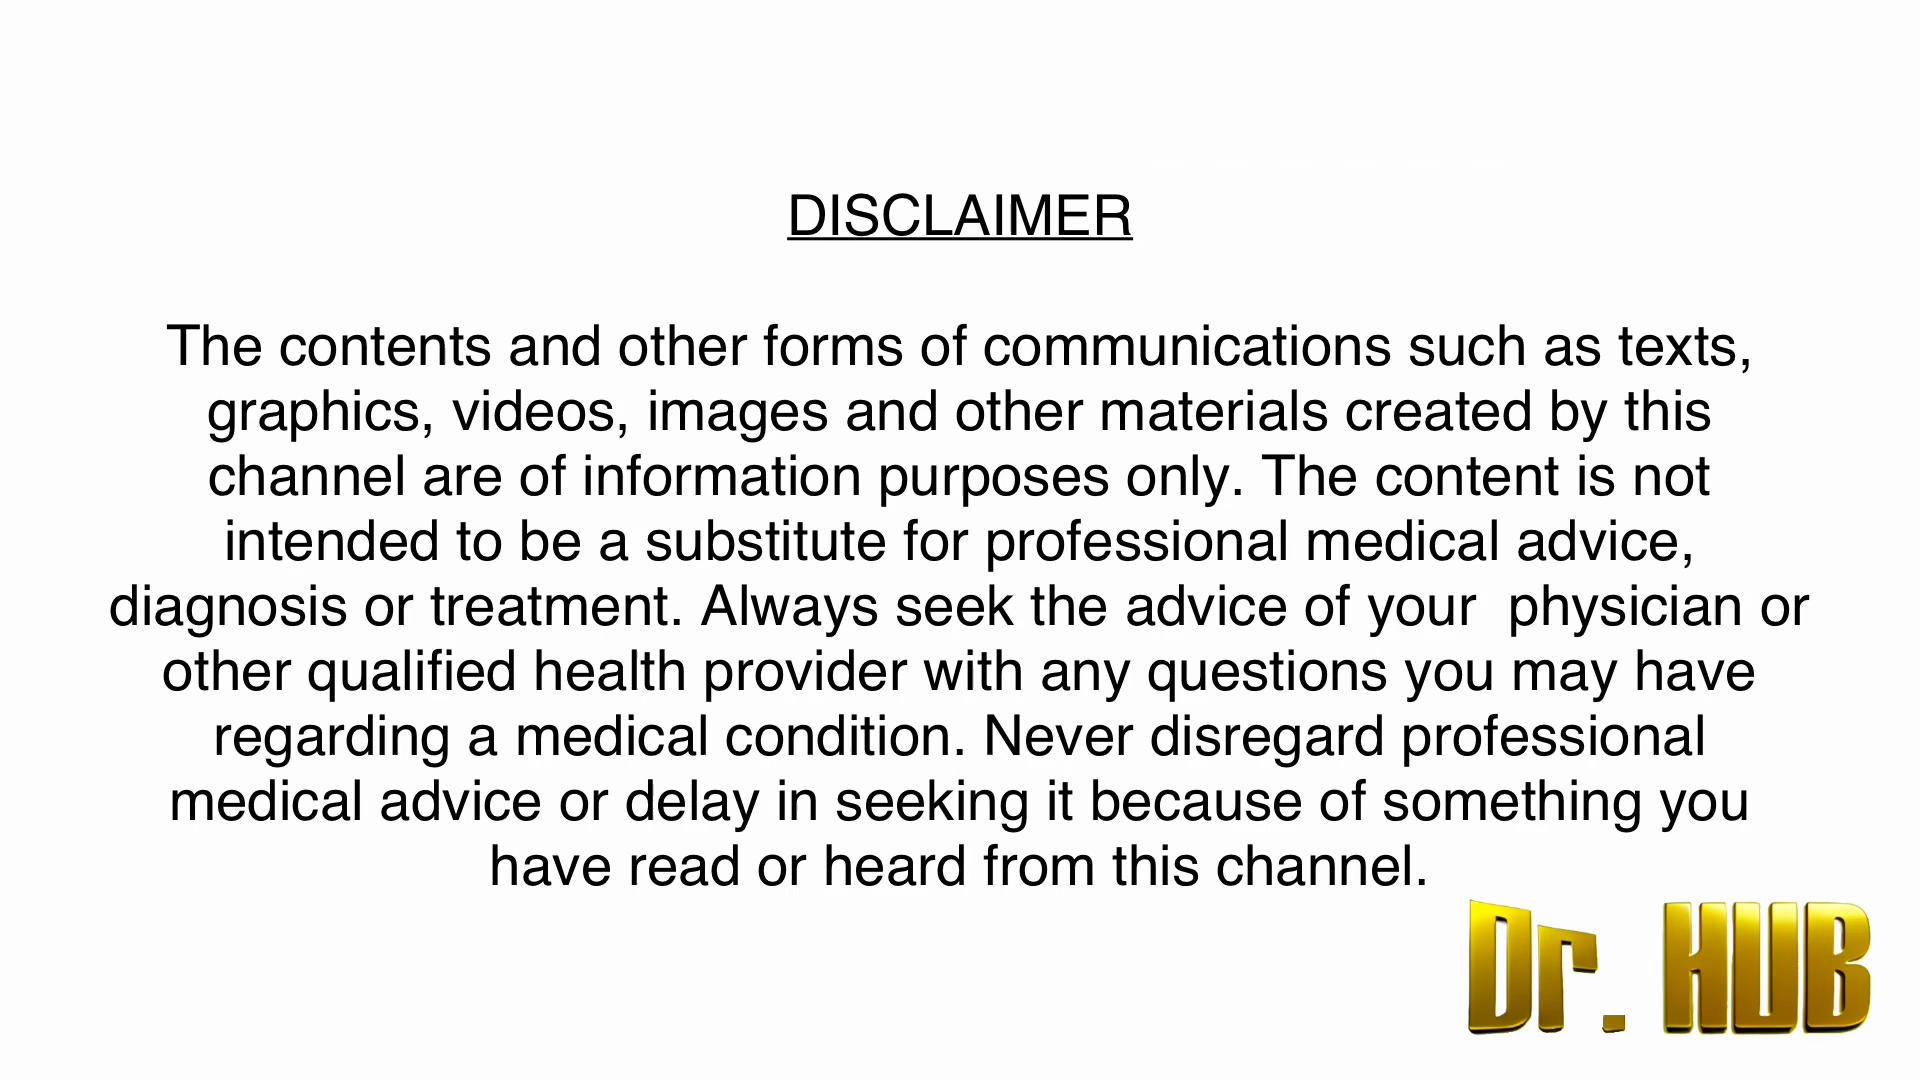 DISCLAIMER
The contents and other forms of communications such as texts,
graphics, videos, images and other materials created by this
channel are of information purposes only. The content is not
intended to be a substitute for professional medical advice,
diagnosis or treatment. Always seek the advice of your  physician or
other qualified health provider with any questions you may have
regarding a medical condition. Never disregard professional
medical advice or delay in seeking it because of something you
have read or heard from this channel.
Dr. HUB